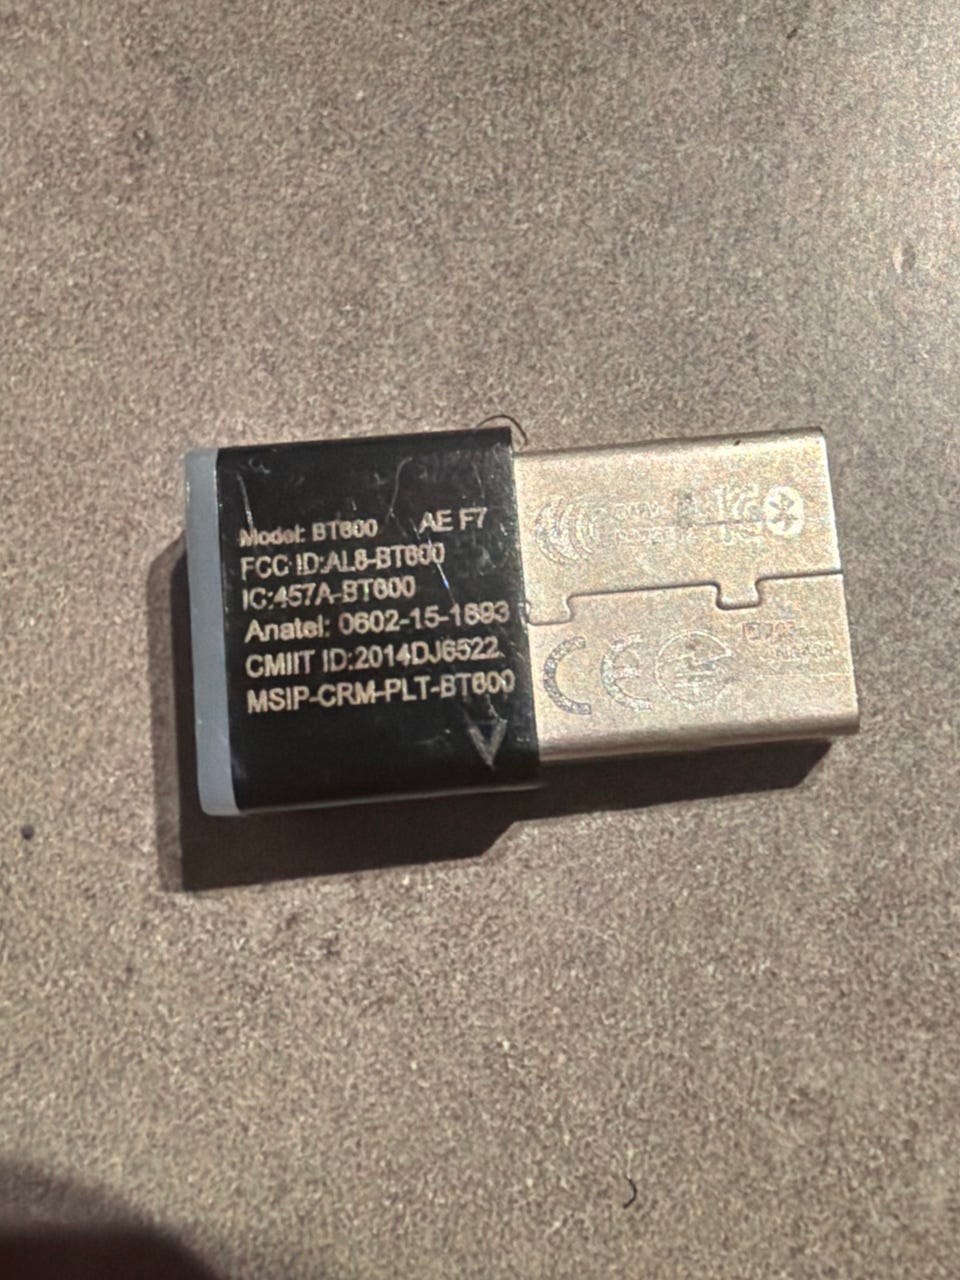 Model: BT600 AE F7
FCC ID:AL8-BT600
IC:457A-BT600
Anatel: 0602-15-1693
CMIIT ID:2014DJ6522
MSIP-CRM-PLT-BT600